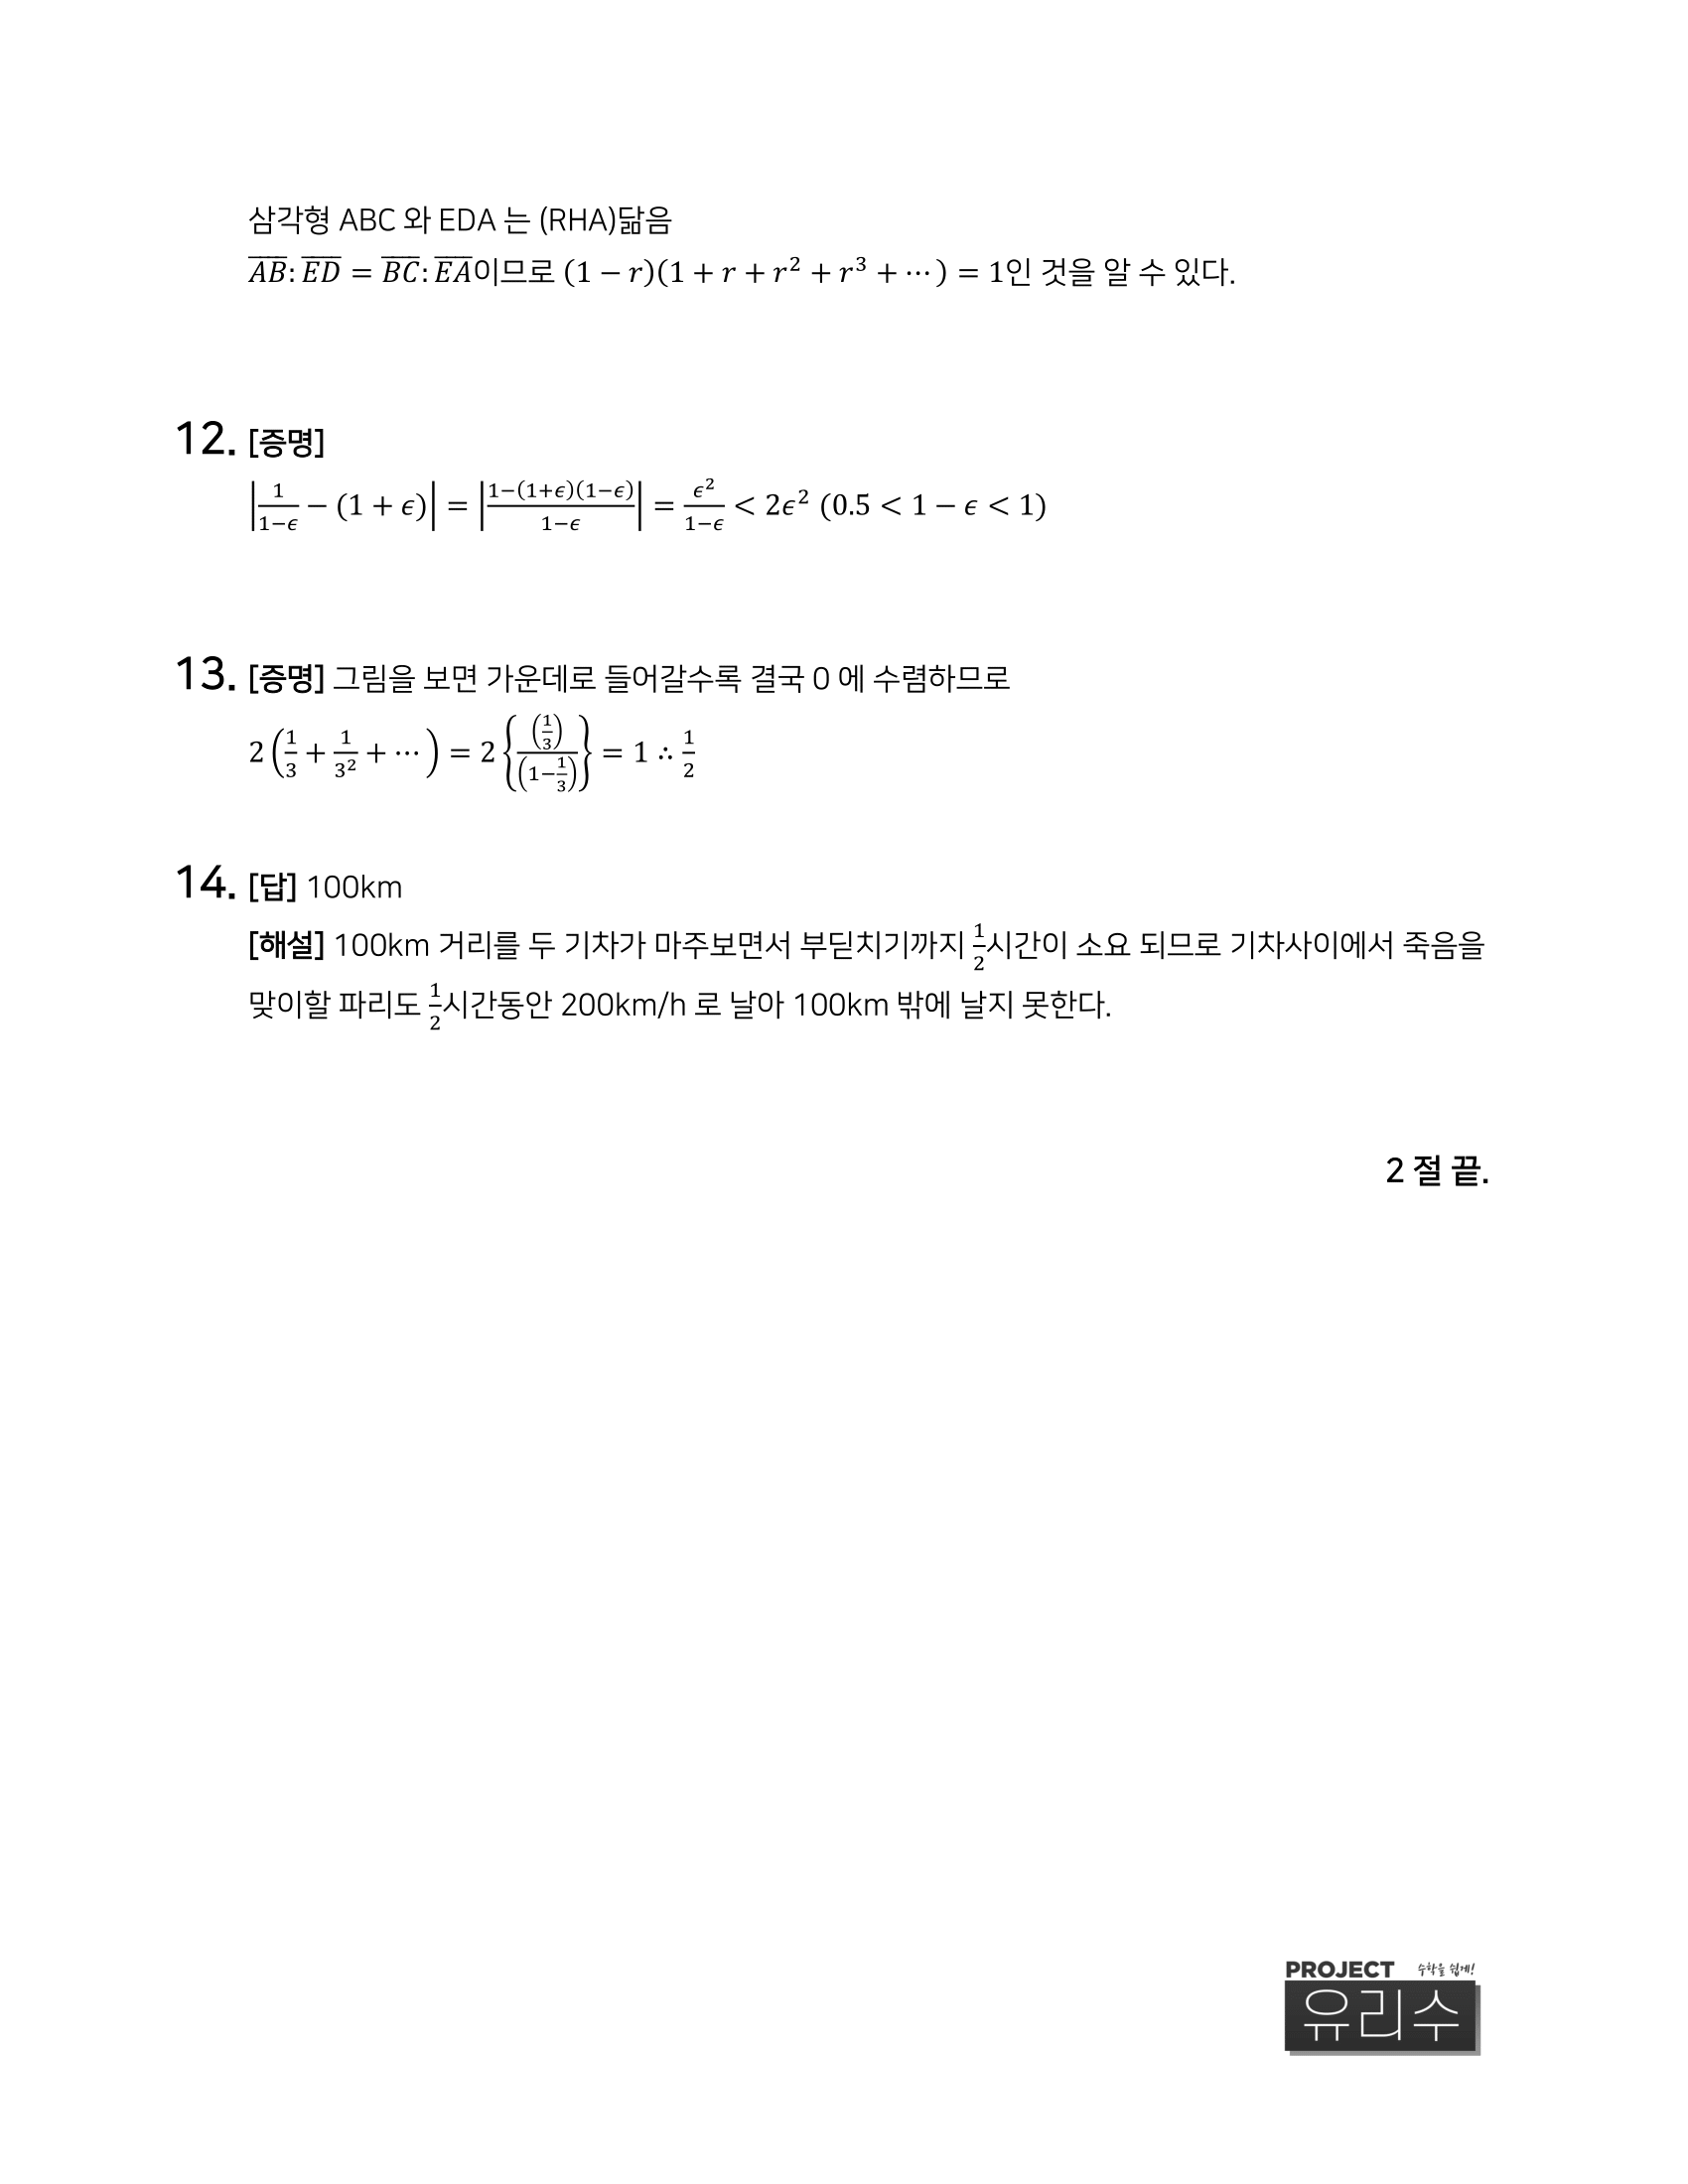 삼각형 ABC 와 EDA 는 (RHA)닮음
$\overline{AB}:\overline{ED} = \overline{BC}:\overline{EA}$이므로 $(1-r)(1+r+r^2+r^3+\cdots) = 1$인 것을 알 수 있다.
12. [증명]
$\left|\frac{1}{1-\epsilon} - (1+\epsilon)\right| = \left|\frac{1-(1+\epsilon)(1-\epsilon)}{1-\epsilon}\right| = \frac{\epsilon^2}{1-\epsilon} < 2\epsilon^2 \ (0.5 < 1-\epsilon < 1)$
13. [증명] 그림을 보면 가운데로 들어갈수록 결국 0 에 수렴하므로
$2\left(\frac{1}{3} + \frac{1}{3^2} + \cdots\right) = 2\left\{\frac{\left(\frac{1}{3}\right)}{\left(1-\frac{1}{3}\right)}\right\} = 1 \therefore \frac{1}{2}$
14. [답] 100km
[해설] 100km 거리를 두 기차가 마주보면서 부딛치기까지 $\frac{1}{2}$시간이 소요 되므로 기차사이에서 죽음을
맞이할 파리도 $\frac{1}{2}$시간동안 200km/h 로 날아 100km 밖에 날지 못한다.
2 절 끝.
PROJECT 수학을 쉽게!
유리수